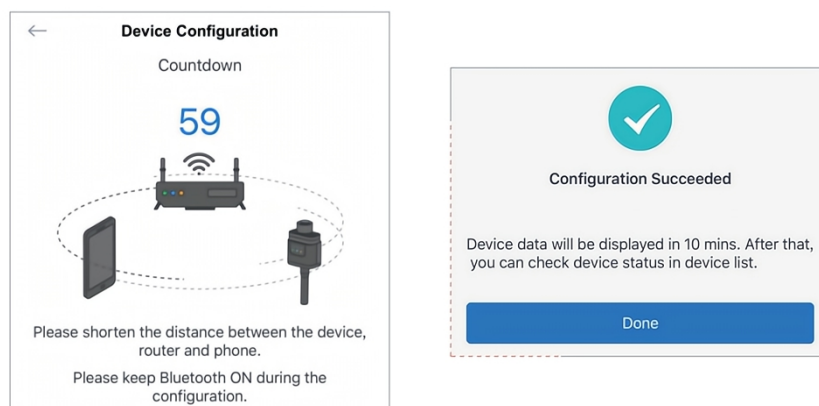 Device Configuration
Countdown
59
Please shorten the distance between the device,
router and phone.
Please keep Bluetooth ON during the
configuration.
Configuration Succeeded
Device data will be displayed in 10 mins. After that,
you can check device status in device list.
Done